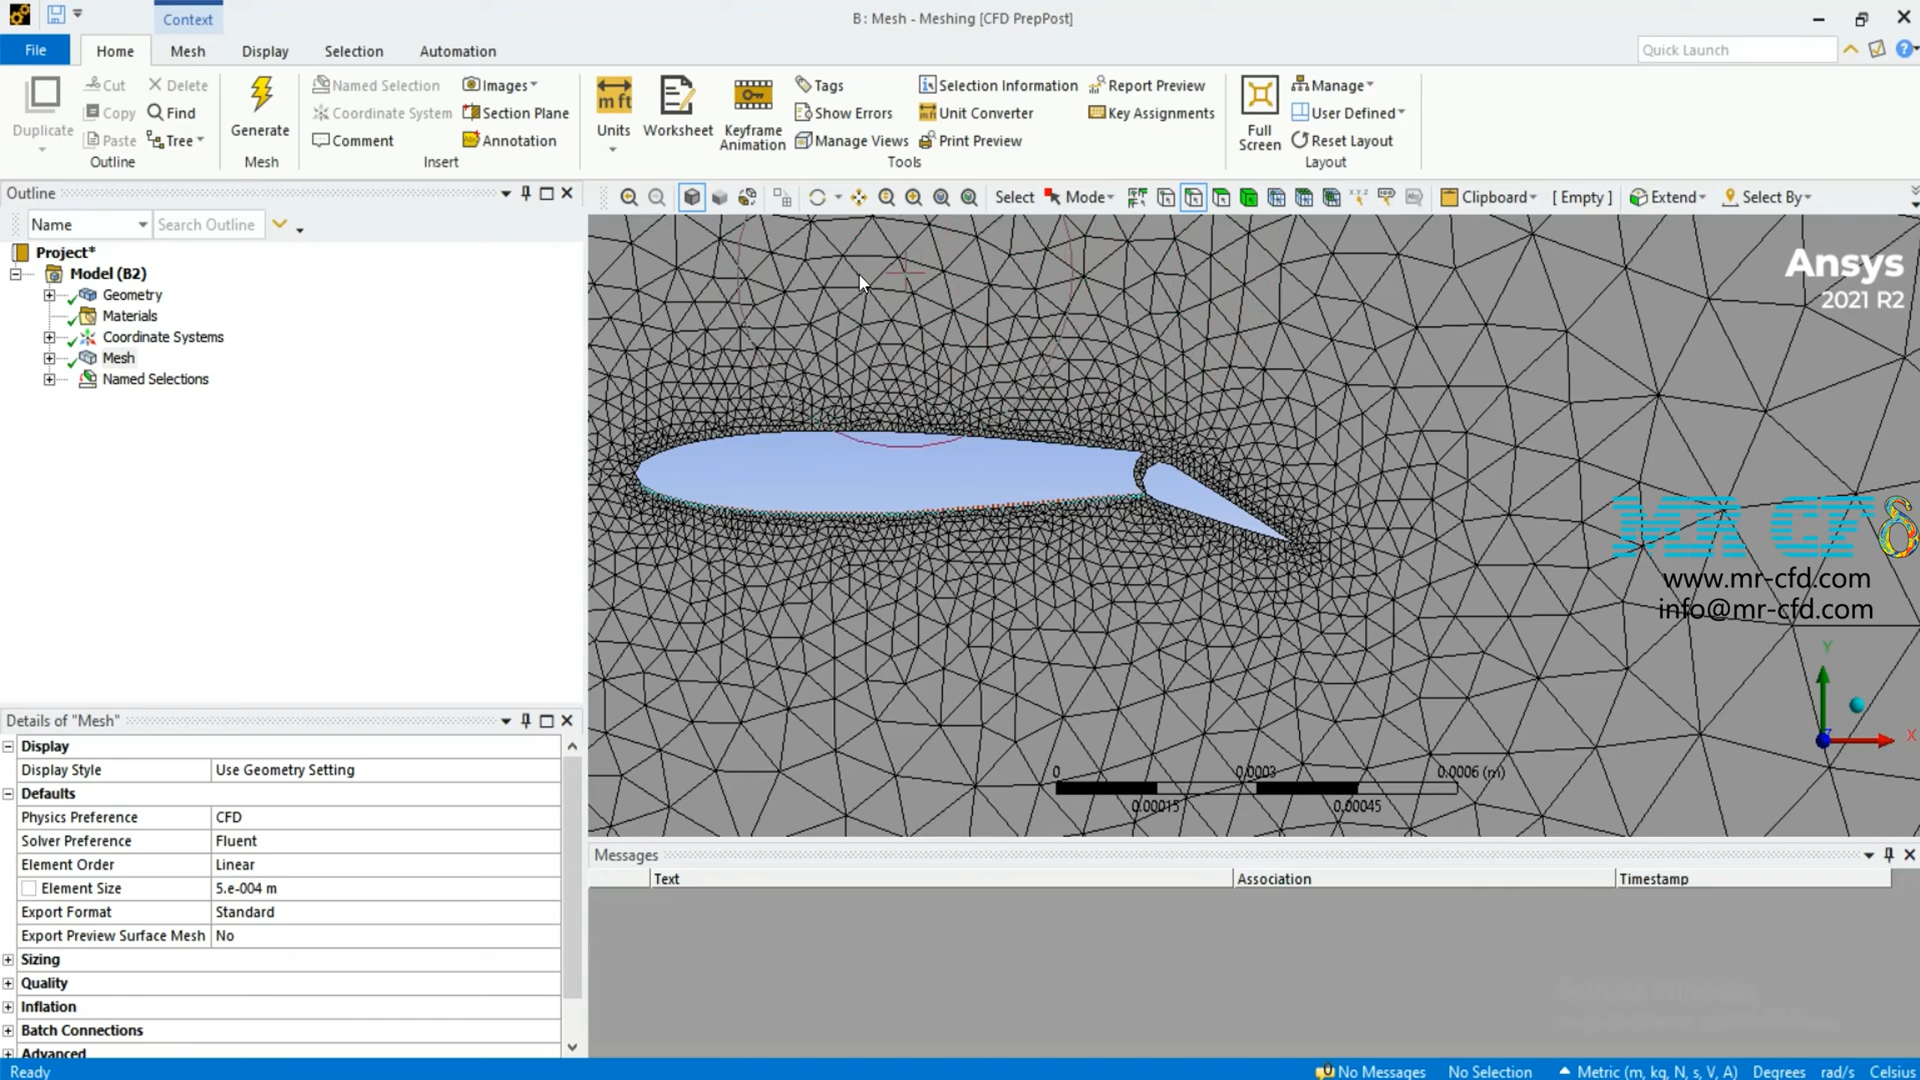 Context
B: Mesh - Meshing [CFD PrepPost]
File
Home
Mesh
Display
Selection
Automation
Quick Launch
Duplicate
Cut
Copy
Paste
Delete
Find
Tree
Outline
Generate
Mesh
Named Selection
Coordinate System
Comment
Images
Section Plane
Annotation
Insert
m ft
Units
Worksheet
Keyframe
Animation
Tags
Show Errors
Manage Views
Selection Information
Unit Converter
Print Preview
Report Preview
Key Assignments
Tools
Full
Screen
Manage
User Defined
Reset Layout
Layout
Outline
Name
Search Outline
Select
Mode
Clipboard
[ Empty ]
Extend
Select By
Project*
Model (B2)
Geometry
Materials
Coordinate Systems
Mesh
Named Selections
Ansys
2021 R2
MR CFD
www.mr-cfd.com
info@mr-cfd.com
Y
X
0
0.0003
0.0006 (m)
0.00015
0.00045
Details of "Mesh"
Display
Display Style Use Geometry Setting
Defaults
Physics Preference CFD
Solver Preference Fluent
Element Order Linear
Element Size 5.e-004 m
Export Format Standard
Export Preview Surface Mesh No
Sizing
Quality
Inflation
Batch Connections
Advanced
Messages
Text
Association
Timestamp
Ready
0 No Messages
No Selection
Metric (m, kg, N, s, V, A)
Degrees
rad/s
Celsius